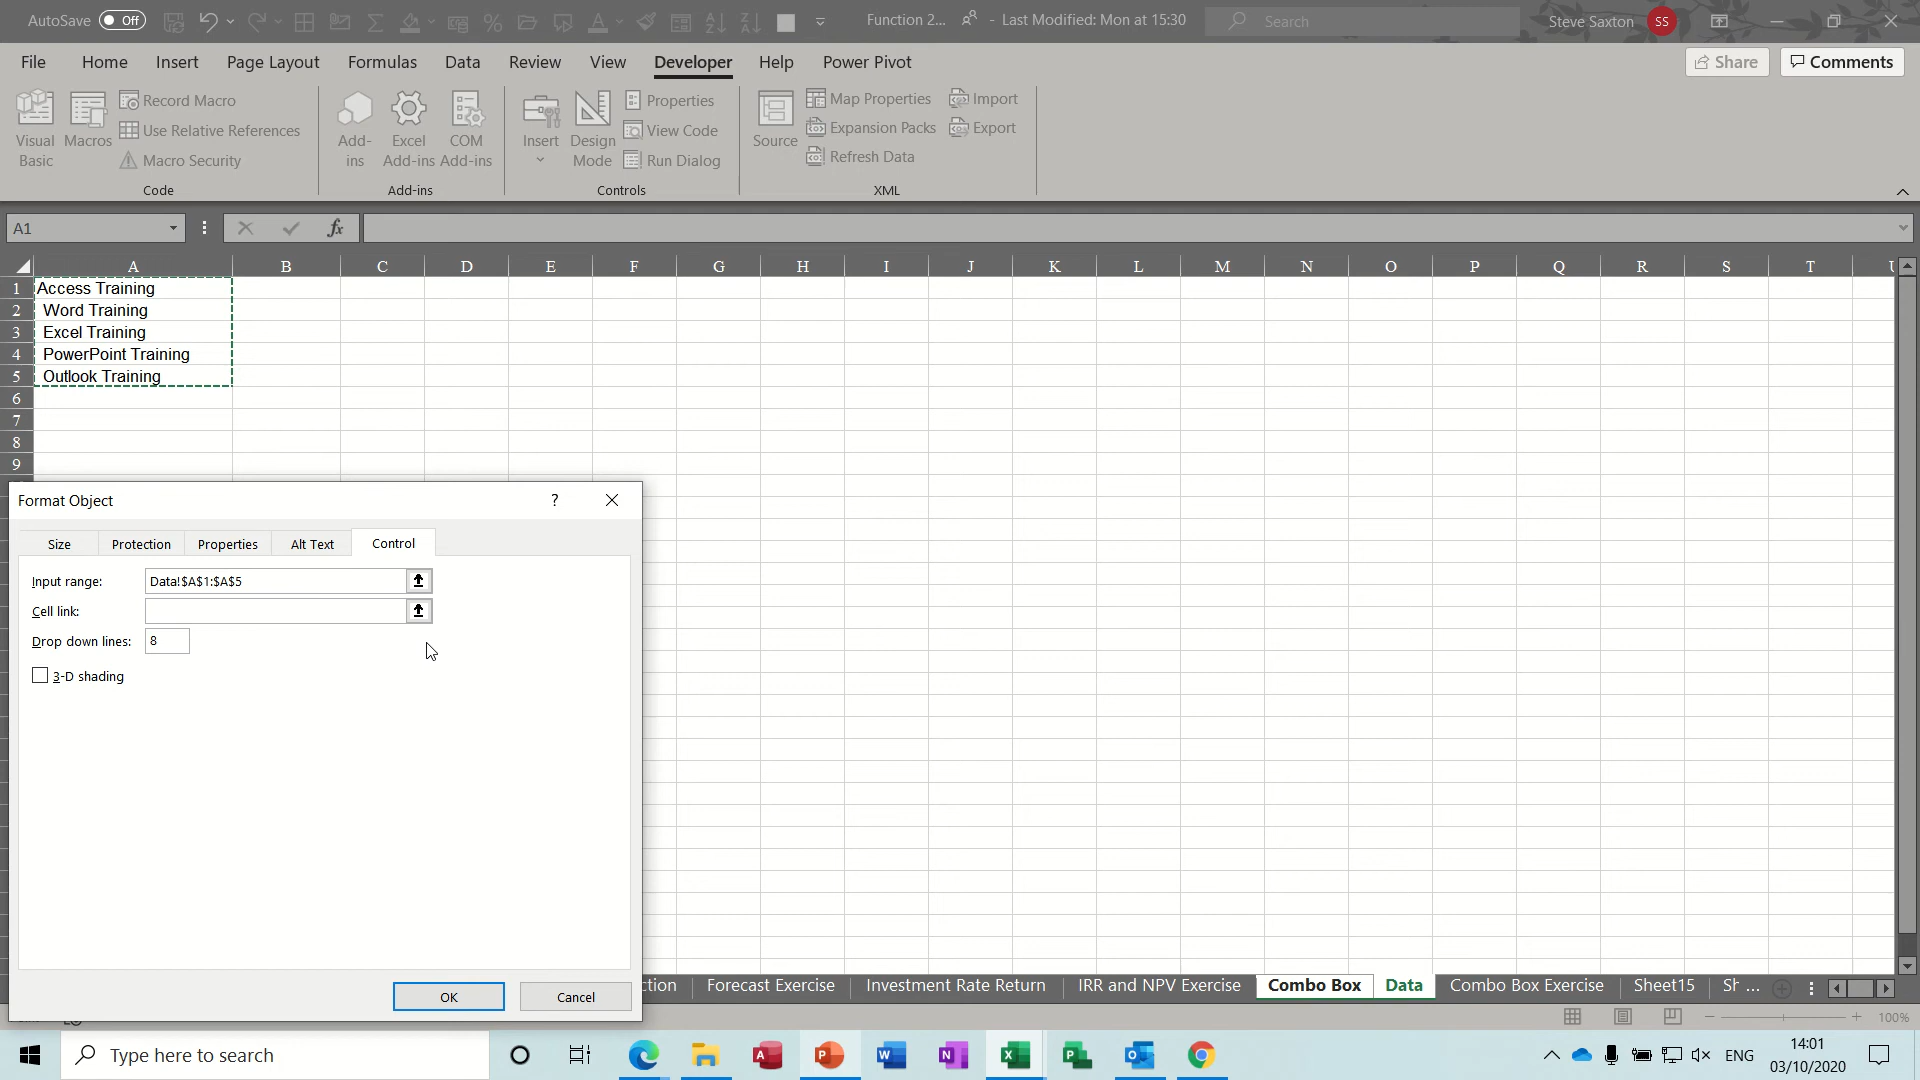 AutoSave Off
Function 2... - Last Modified: Mon at 15:30
Search
Steve Saxton SS
File Home Insert Page Layout Formulas Data Review View Developer Help Power Pivot
Share Comments
Visual Basic
Macros
Record Macro
Use Relative References
Macro Security
Code
Add-ins
Excel Add-ins
COM Add-ins
Add-ins
Insert
Design Mode
Properties
View Code
Run Dialog
Controls
Source
Map Properties
Expansion Packs
Refresh Data
Import
Export
XML
A1
fx
A B C D E F G H I J K L M N O P Q R S T
1 Access Training
2 Word Training
3 Excel Training
4 PowerPoint Training
5 Outlook Training
6
7
8
9
Format Object ?
Size Protection Properties Alt Text Control
Input range: Data!$A$1:$A$5
Cell link:
Drop down lines: 8
3-D shading
OK Cancel
ction Forecast Exercise Investment Rate Return IRR and NPV Exercise Combo Box Data Combo Box Exercise Sheet15 Sh ...
100%
Type here to search
ENG
14:01
03/10/2020